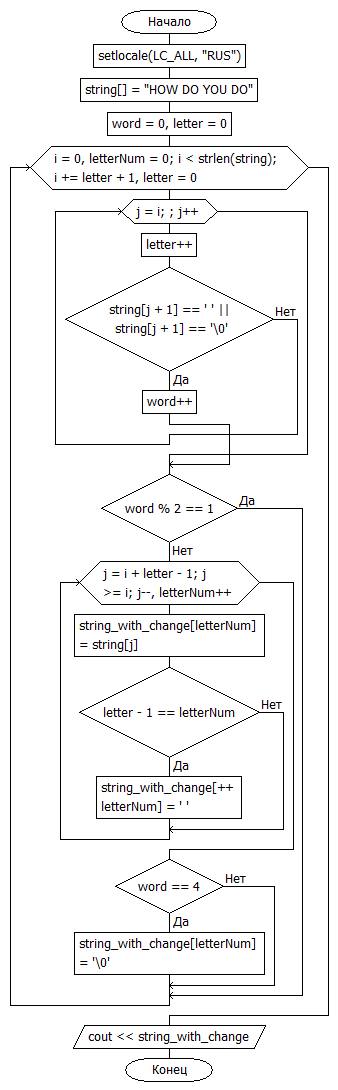 Начало
setlocale(LC_ALL, "RUS")
string[] = "HOW DO YOU DO"
word = 0, letter = 0
i = 0, letterNum = 0; i < strlen(string);
i += letter + 1, letter = 0
j = i; ; j++
letter++
string[j + 1] == ' ' ||
string[j + 1] == '\0'
Нет
Да
word++
word % 2 == 1
Да
Нет
j = i + letter - 1; j
>= i; j--, letterNum++
string_with_change[letterNum]
= string[j]
letter - 1 == letterNum
Нет
Да
string_with_change[++
letterNum] = ' '
word == 4
Нет
Да
string_with_change[letterNum]
= '\0'
cout << string_with_change
Конец